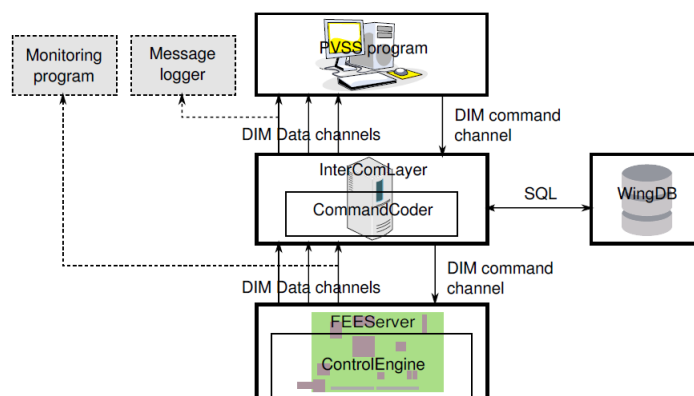 PVSS program
Monitoring
program
Message
logger
DIM Data channels
DIM command
channel
InterComLayer
CommandCoder
SQL
WingDB
DIM Data channels
DIM command
channel
FEEServer
ControlEngine